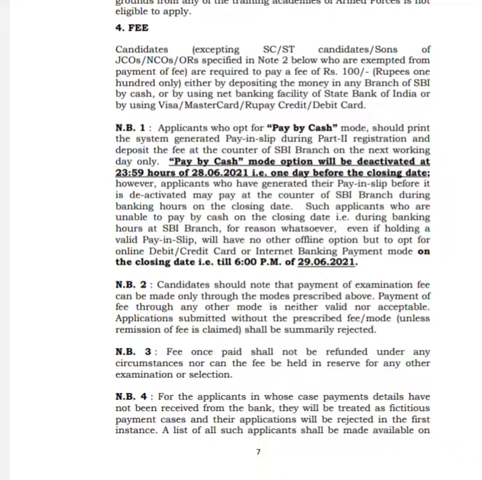 grounds from any of the training academies of Armed Forces is not
eligible to apply.
4. FEE
Candidates (excepting SC/ST candidates/Sons of
JCOs/NCOs/ORs specified in Note 2 below who are exempted from
payment of fee) are required to pay a fee of Rs. 100/- (Rupees one
hundred only) either by depositing the money in any Branch of SBI
by cash, or by using net banking facility of State Bank of India or
by using Visa/MasterCard/Rupay Credit/Debit Card.
N.B. 1 : Applicants who opt for “Pay by Cash” mode, should print
the system generated Pay-in-slip during Part-II registration and
deposit the fee at the counter of SBI Branch on the next working
day only. “Pay by Cash” mode option will be deactivated at
23:59 hours of 28.06.2021 i.e. one day before the closing date;
however, applicants who have generated their Pay-in-slip before it
is de-activated may pay at the counter of SBI Branch during
banking hours on the closing date. Such applicants who are
unable to pay by cash on the closing date i.e. during banking
hours at SBI Branch, for reason whatsoever, even if holding a
valid Pay-in-Slip, will have no other offline option but to opt for
online Debit/Credit Card or Internet Banking Payment mode on
the closing date i.e. till 6:00 P.M. of 29.06.2021.
N.B. 2 : Candidates should note that payment of examination fee
can be made only through the modes prescribed above. Payment of
fee through any other mode is neither valid nor acceptable.
Applications submitted without the prescribed fee/mode (unless
remission of fee is claimed) shall be summarily rejected.
N.B. 3 : Fee once paid shall not be refunded under any
circumstances nor can the fee be held in reserve for any other
examination or selection.
N.B. 4 : For the applicants in whose case payments details have
not been received from the bank, they will be treated as fictitious
payment cases and their applications will be rejected in the first
instance. A list of all such applicants shall be made available on
7